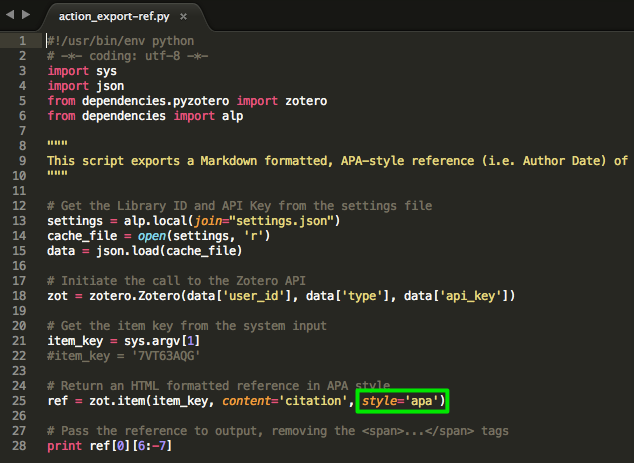 action_export-ref.py ×
1 #!/usr/bin/env python
2 # -*- coding: utf-8 -*-
3 import sys
4 import json
5 from dependencies.pyzotero import zotero
6 from dependencies import alp
7
8 """
9 This script exports a Markdown formatted, APA-style reference (i.e. Author Date) of
10 """
11
12 # Get the Library ID and API Key from the settings file
13 settings = alp.local(join="settings.json")
14 cache_file = open(settings, 'r')
15 data = json.load(cache_file)
16
17 # Initiate the call to the Zotero API
18 zot = zotero.Zotero(data['user_id'], data['type'], data['api_key'])
19
20 # Get the item key from the system input
21 item_key = sys.argv[1]
22 #item_key = '7VT63AQG'
23
24 # Return an HTML formatted reference in APA style
25 ref = zot.item(item_key, content='citation', style='apa')
26
27 # Pass the reference to output, removing the <span>...</span> tags
28 print ref[0][6:-7]